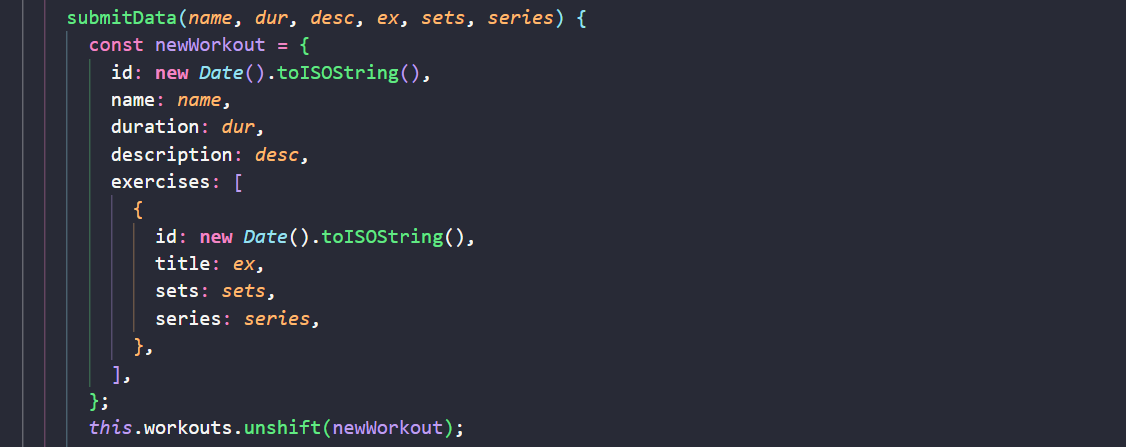 submitData(name, dur, desc, ex, sets, series) {
const newWorkout = {
id: new Date().toISOString(),
name: name,
duration: dur,
description: desc,
exercises: [
{
id: new Date().toISOString(),
title: ex,
sets: sets,
series: series,
},
],
};
this.workouts.unshift(newWorkout);